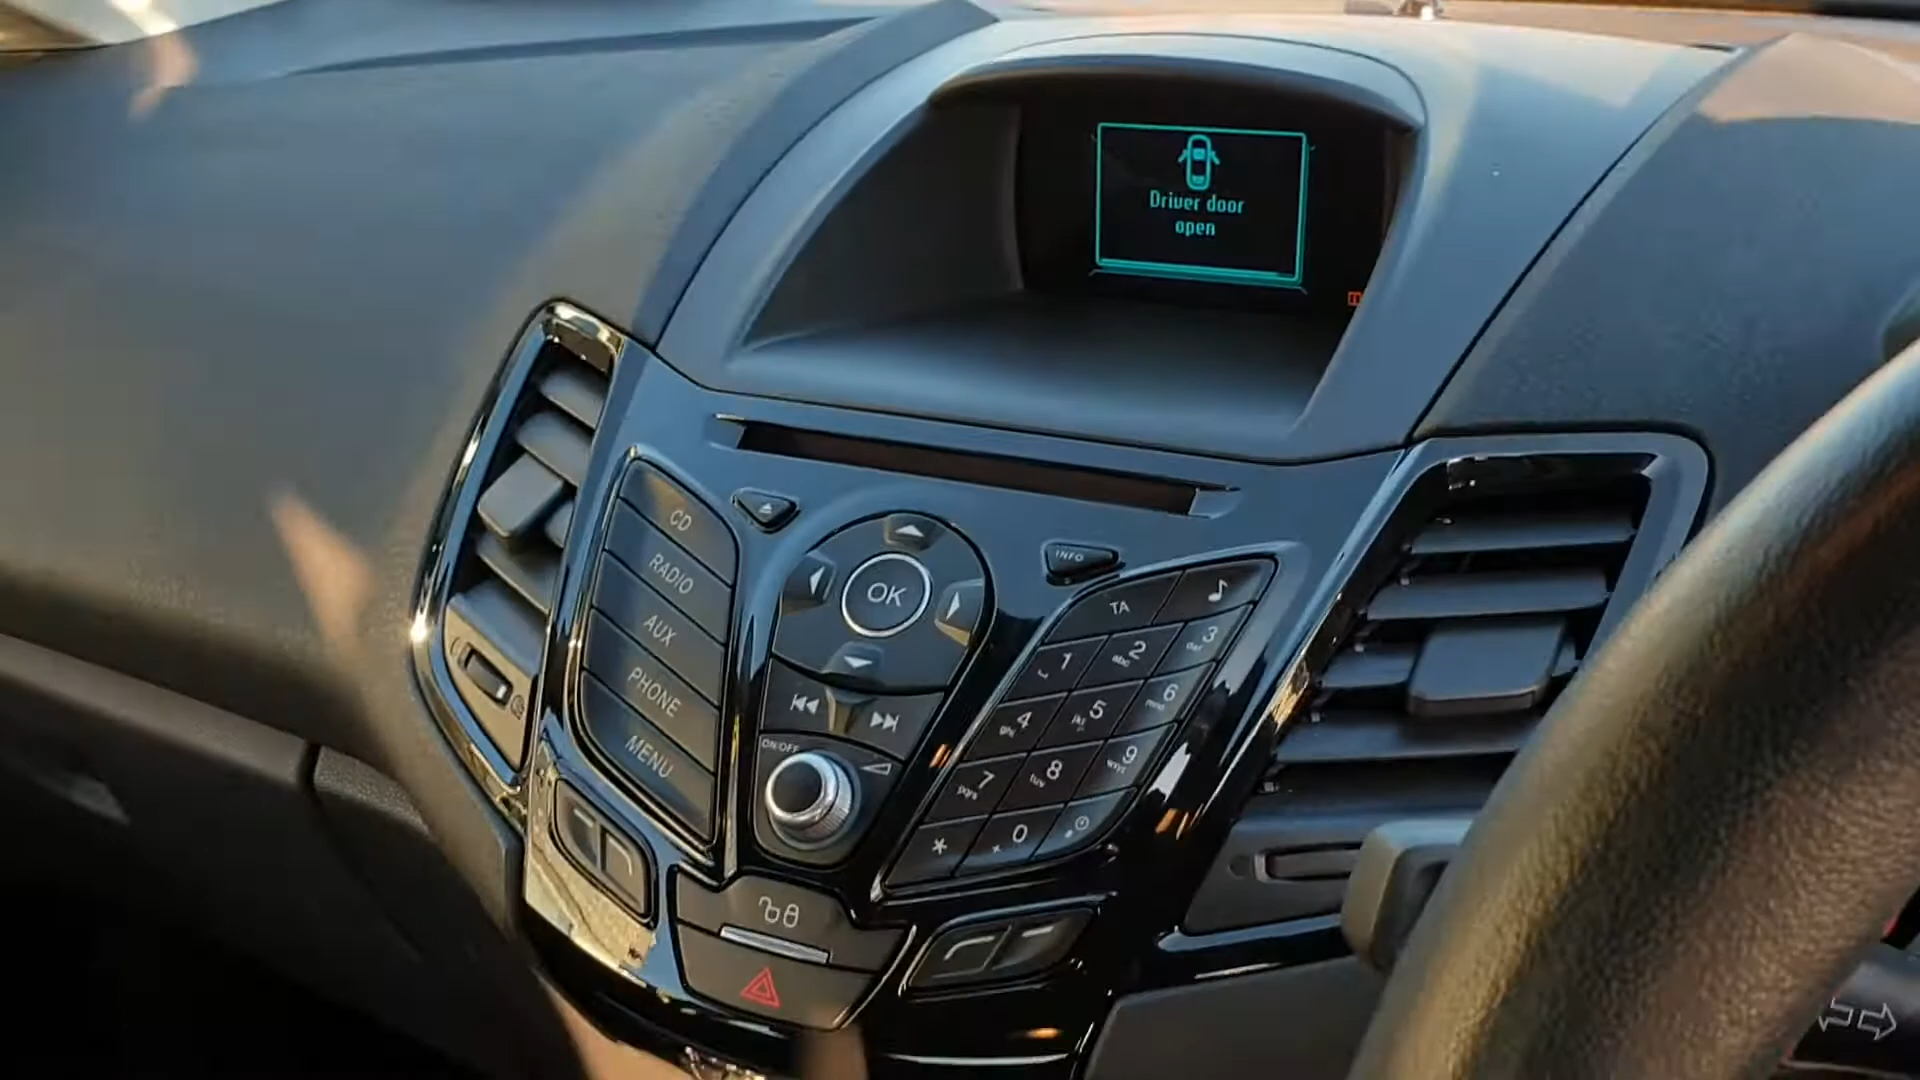 Driver door
open
CD
RADIO
AUX
PHONE
MENU
OK
ON/OFF
INFO
TA
1
2 abc
3 def
4 ghi
5 jkl
6 mno
7 pqrs
8 tuv
9 wxyz
*
0